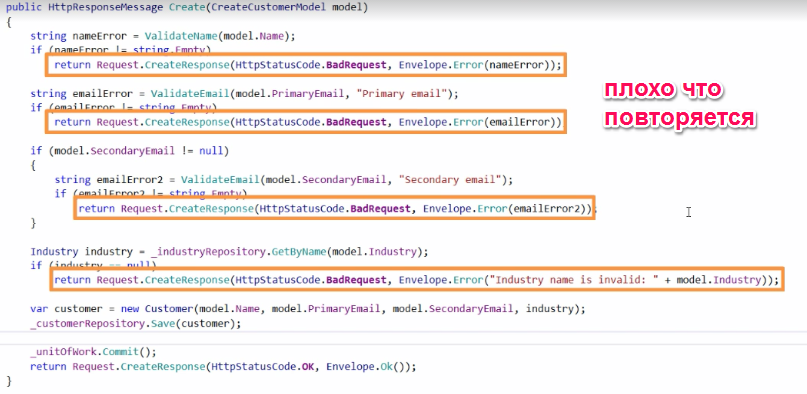 public HttpResponseMessage Create(CreateCustomerModel model)
{
string nameError = ValidateName(model.Name);
if (nameError != string.Empty)
return Request.CreateResponse(HttpStatusCode.BadRequest, Envelope.Error(nameError));
string emailError = ValidateEmail(model.PrimaryEmail, "Primary email");
if (emailError != string.Empty)
return Request.CreateResponse(HttpStatusCode.BadRequest, Envelope.Error(emailError))
плохо что
повторяется
if (model.SecondaryEmail != null)
{
string emailError2 = ValidateEmail(model.SecondaryEmail, "Secondary email");
if (emailError2 != string.Empty)
return Request.CreateResponse(HttpStatusCode.BadRequest, Envelope.Error(emailError2));
}
Industry industry = _industryRepository.GetByName(model.Industry);
if (industry == null)
return Request.CreateResponse(HttpStatusCode.BadRequest, Envelope.Error("Industry name is invalid: " + model.Industry));
var customer = new Customer(model.Name, model.PrimaryEmail, model.SecondaryEmail, industry);
_customerRepository.Save(customer);
_unitOfWork.Commit();
return Request.CreateResponse(HttpStatusCode.OK, Envelope.Ok());
}